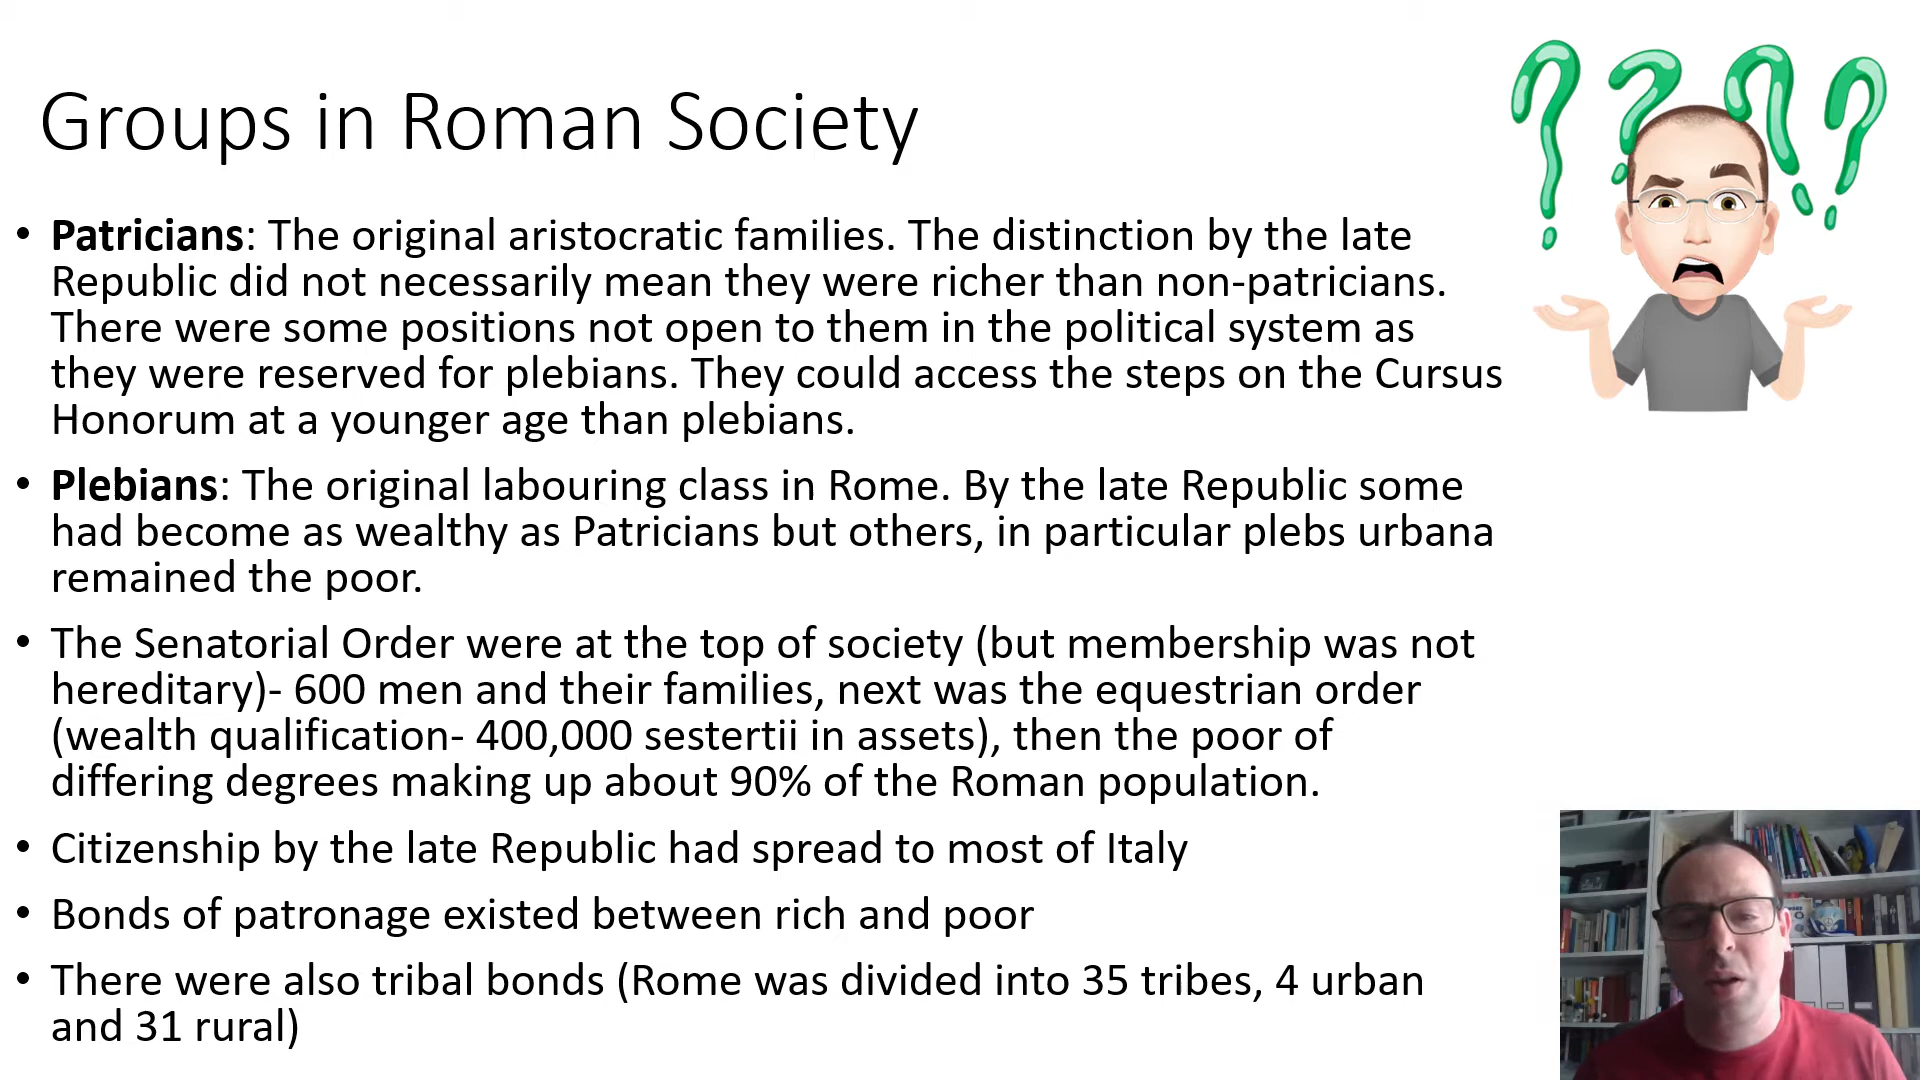 Groups in Roman Society
• Patricians: The original aristocratic families. The distinction by the late
Republic did not necessarily mean they were richer than non-patricians.
There were some positions not open to them in the political system as
they were reserved for plebians. They could access the steps on the Cursus
Honorum at a younger age than plebians.
• Plebians: The original labouring class in Rome. By the late Republic some
had become as wealthy as Patricians but others, in particular plebs urbana
remained the poor.
• The Senatorial Order were at the top of society (but membership was not
hereditary)- 600 men and their families, next was the equestrian order
(wealth qualification- 400,000 sestertii in assets), then the poor of
differing degrees making up about 90% of the Roman population.
• Citizenship by the late Republic had spread to most of Italy
• Bonds of patronage existed between rich and poor
• There were also tribal bonds (Rome was divided into 35 tribes, 4 urban
and 31 rural)
????